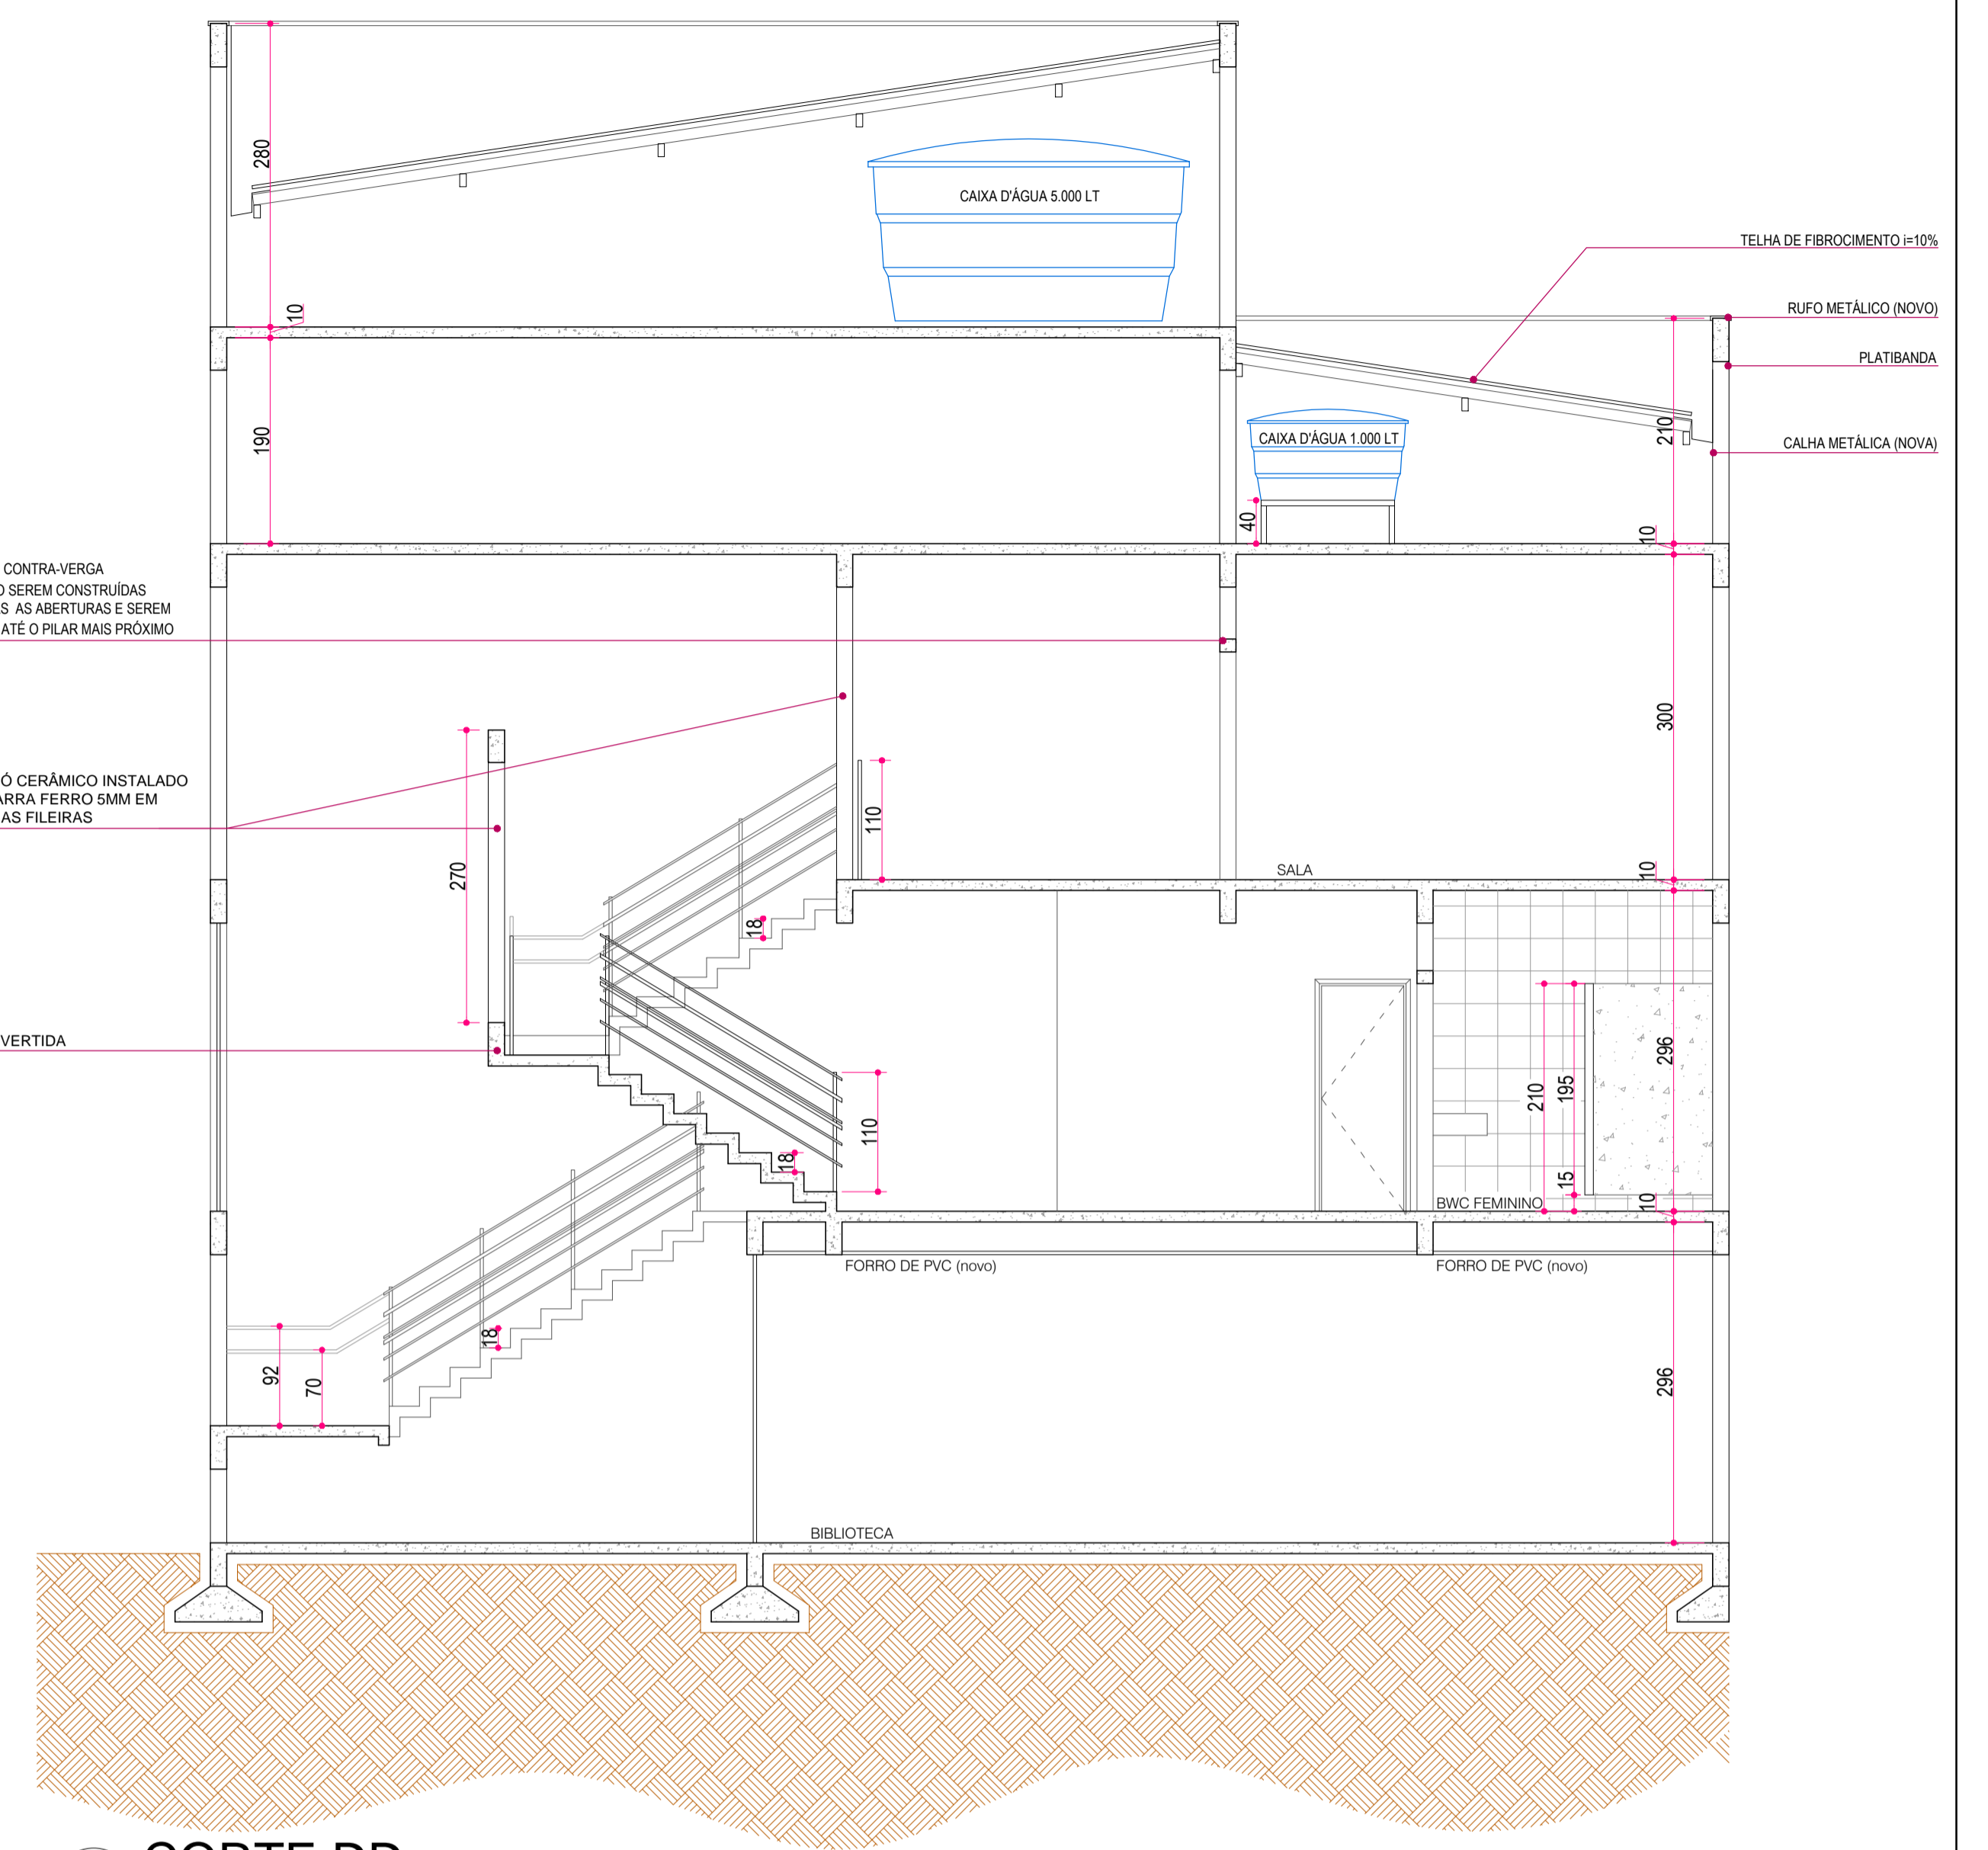 280
CAIXA D'ÁGUA 5.000 LT
TELHA DE FIBROCIMENTO i=10%
10
RUFO METÁLICO (NOVO)
PLATIBANDA
190
210
CAIXA D'ÁGUA 1.000 LT
CALHA METÁLICA (NOVA)
40
10
CONTRA-VERGA
O SEREM CONSTRUÍDAS
S AS ABERTURAS E SEREM
ATÉ O PILAR MAIS PRÓXIMO
300
Ó CERÂMICO INSTALADO
ARRA FERRO 5MM EM
AS FILEIRAS
110
270
SALA
10
18
VERTIDA
296
210
195
110
18
15
BWC FEMININO
10
FORRO DE PVC (novo)
FORRO DE PVC (novo)
18
92
70
296
BIBLIOTECA